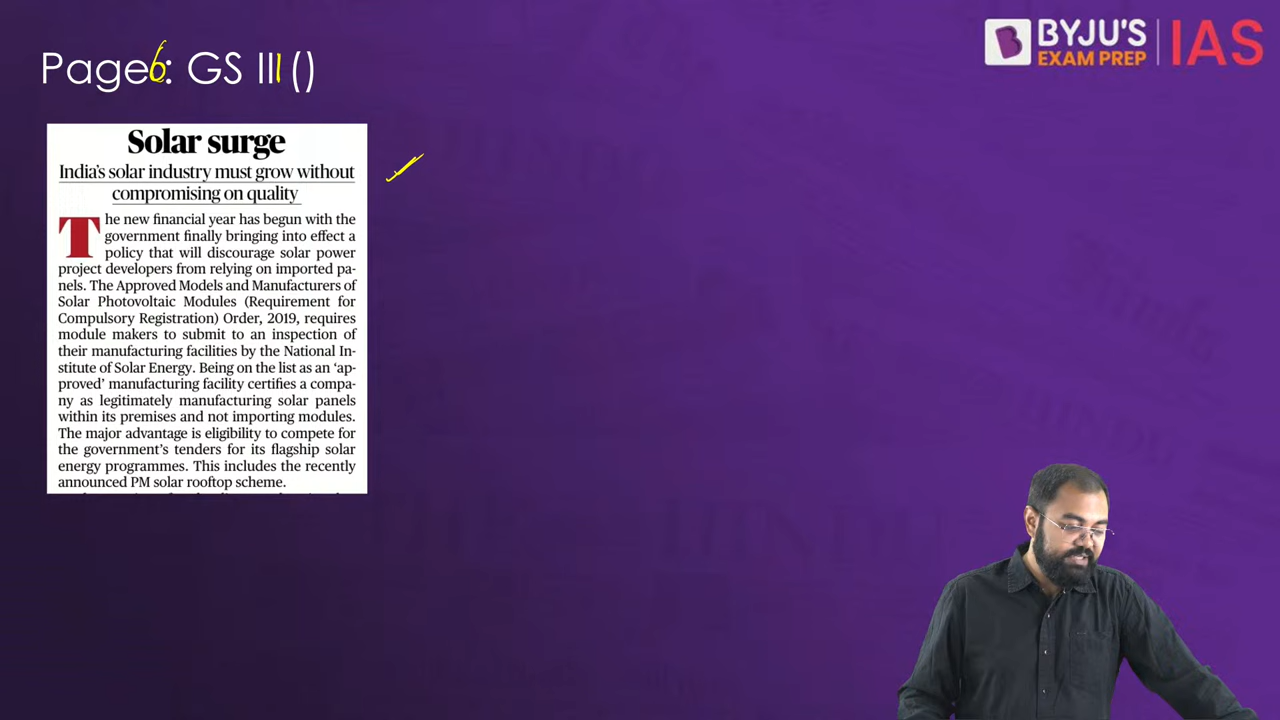 Page 6: GS III ()
BYJU'S
EXAM PREP
IAS
Solar surge
India's solar industry must grow without
compromising on quality
The new financial year has begun with the
government finally bringing into effect a
policy that will discourage solar power
project developers from relying on imported pa-
nels. The Approved Models and Manufacturers of
Solar Photovoltaic Modules (Requirement for
Compulsory Registration) Order, 2019, requires
module makers to submit to an inspection of
their manufacturing facilities by the National In-
stitute of Solar Energy. Being on the list as an 'ap-
proved' manufacturing facility certifies a compa-
ny as legitimately manufacturing solar panels
within its premises and not importing modules.
The major advantage is eligibility to compete for
the government's tenders for its flagship solar
energy programmes. This includes the recently
announced PM solar rooftop scheme.